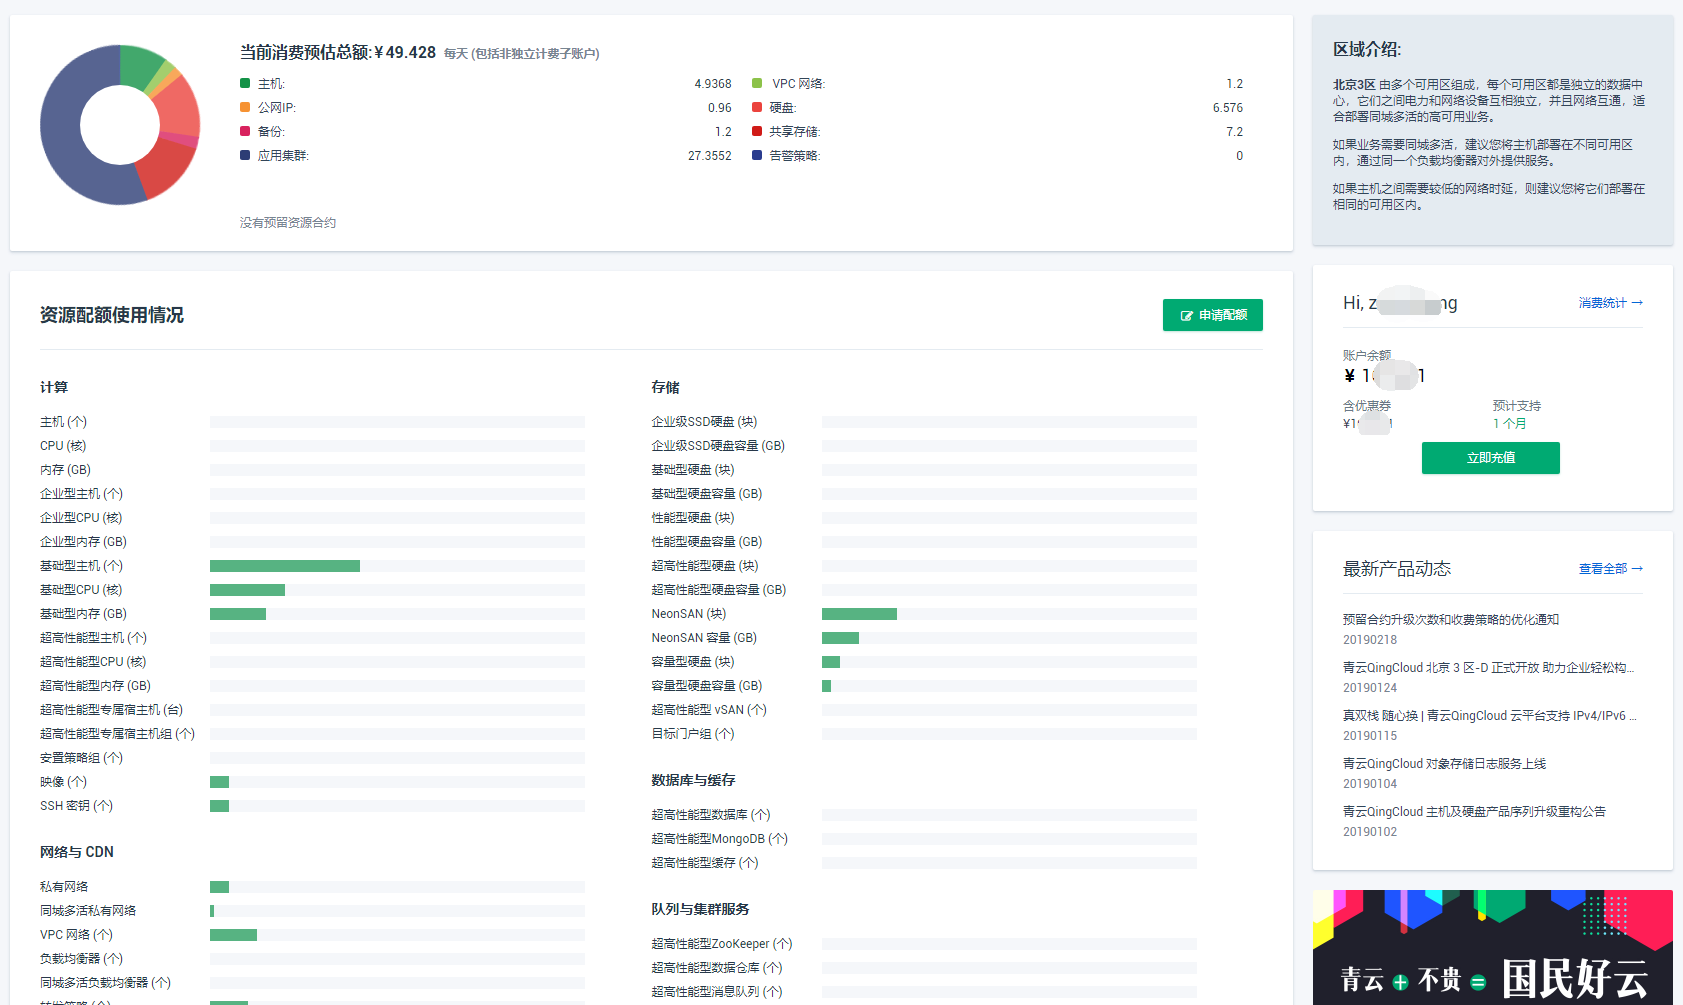 当前消费预估总额:¥49.428 每天 (包括非独立计费子账户)
主机: 4.9368 VPC 网络: 1.2
公网IP: 0.96 硬盘: 6.576
备份: 1.2 共享存储: 7.2
应用集群: 27.3552 告警策略: 0
没有预留资源合约
资源配额使用情况
申请配额
计算
主机 (个)
CPU (核)
内存 (GB)
企业型主机 (个)
企业型CPU (核)
企业型内存 (GB)
基础型主机 (个)
基础型CPU (核)
基础型内存 (GB)
超高性能型主机 (个)
超高性能型CPU (核)
超高性能型内存 (GB)
超高性能型专属宿主机 (台)
超高性能型专属宿主机组 (个)
安置策略组 (个)
映像 (个)
SSH 密钥 (个)
网络与 CDN
私有网络
同城多活私有网络
VPC 网络 (个)
负载均衡器 (个)
同城多活负载均衡器 (个)
存储
企业级SSD硬盘 (块)
企业级SSD硬盘容量 (GB)
基础型硬盘 (块)
基础型硬盘容量 (GB)
性能型硬盘 (块)
性能型硬盘容量 (GB)
超高性能型硬盘 (块)
超高性能型硬盘容量 (GB)
NeonSAN (块)
NeonSAN 容量 (GB)
容量型硬盘 (块)
容量型硬盘容量 (GB)
超高性能型 vSAN (个)
目标门户组 (个)
数据库与缓存
超高性能型数据库 (个)
超高性能型MongoDB (个)
超高性能型缓存 (个)
队列与集群服务
超高性能型ZooKeeper (个)
超高性能型数据仓库 (个)
超高性能型消息队列 (个)
区域介绍:
北京3区 由多个可用区组成，每个可用区都是独立的数据中
心，它们之间电力和网络设备互相独立，并且网络互通，适
合部署同城多活的高可用业务。
如果业务需要同城多活，建议您将主机部署在不同可用区
内，通过同一个负载均衡器对外提供服务。
如果主机之间需要较低的网络时延，则建议您将它们部署在
相同的可用区内。
Hi, 消费统计 →
账户余额
¥
含优惠券 预计支持
1 个月
立即充值
最新产品动态 查看全部 →
预留合约升级次数和收费策略的优化通知
20190218
青云QingCloud 北京 3 区-D 正式开放 助力企业轻松构...
20190124
真双栈 随心换 | 青云QingCloud 云平台支持 IPv4/IPv6 ...
20190115
青云QingCloud 对象存储日志服务上线
20190104
青云QingCloud 主机及硬盘产品序列升级重构公告
20190102
青云 + 不贵 = 国民好云